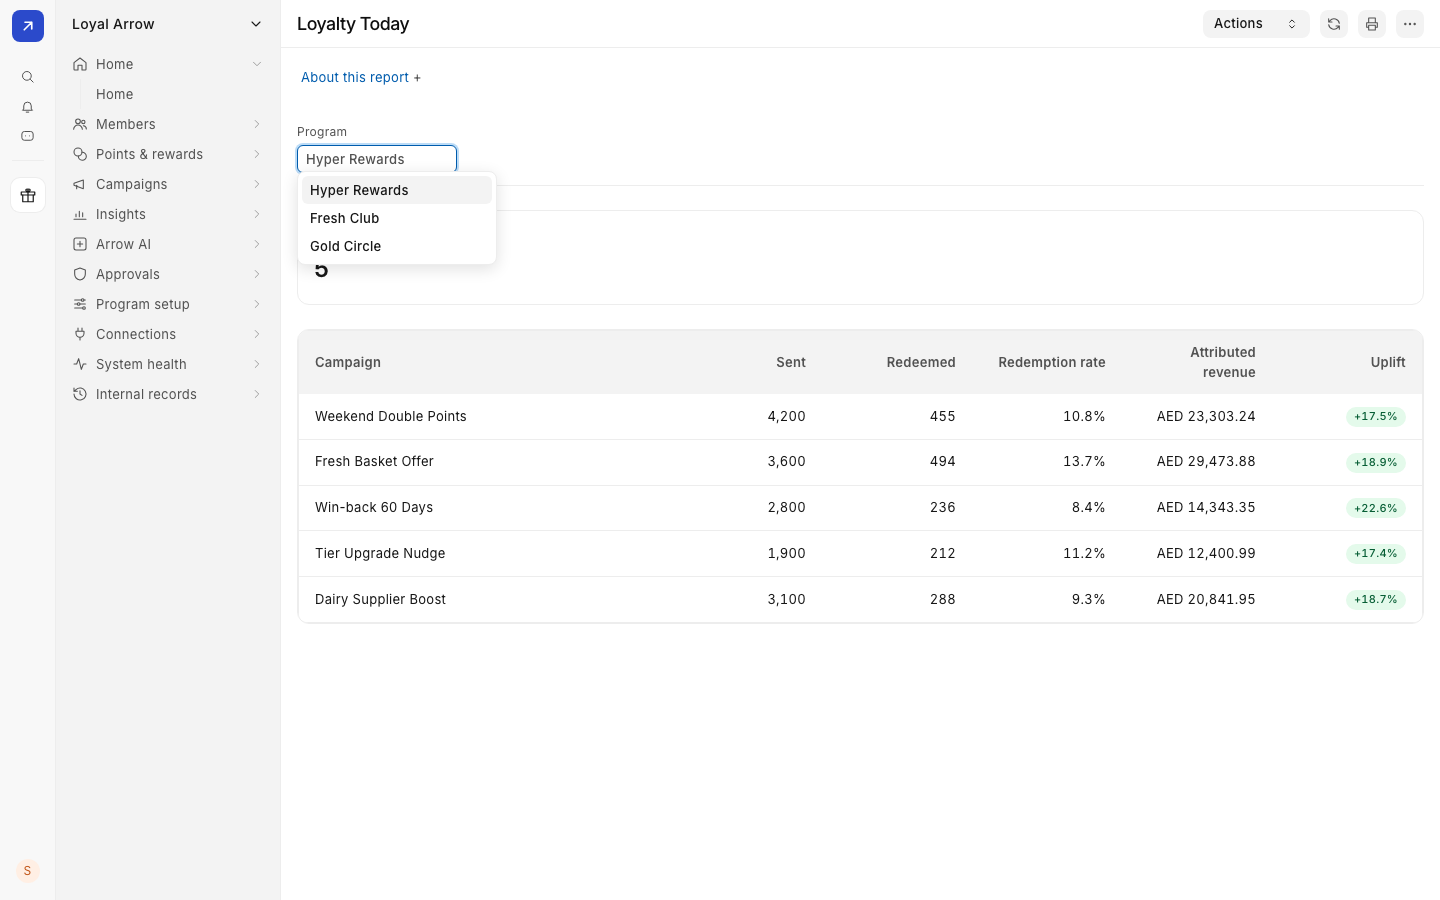 Loyal Arrow
Home
Home
Members
Points & rewards
Campaigns
Insights
Arrow AI
Approvals
Program setup
Connections
System health
Internal records
S
Loyalty Today
Actions
About this report +
Program
Hyper Rewards
Hyper Rewards
Fresh Club
Gold Circle
5
Campaign Sent Redeemed Redemption rate Attributed revenue Uplift
Weekend Double Points 4,200 455 10.8% AED 23,303.24 +17.5%
Fresh Basket Offer 3,600 494 13.7% AED 29,473.88 +18.9%
Win-back 60 Days 2,800 236 8.4% AED 14,343.35 +22.6%
Tier Upgrade Nudge 1,900 212 11.2% AED 12,400.99 +17.4%
Dairy Supplier Boost 3,100 288 9.3% AED 20,841.95 +18.7%